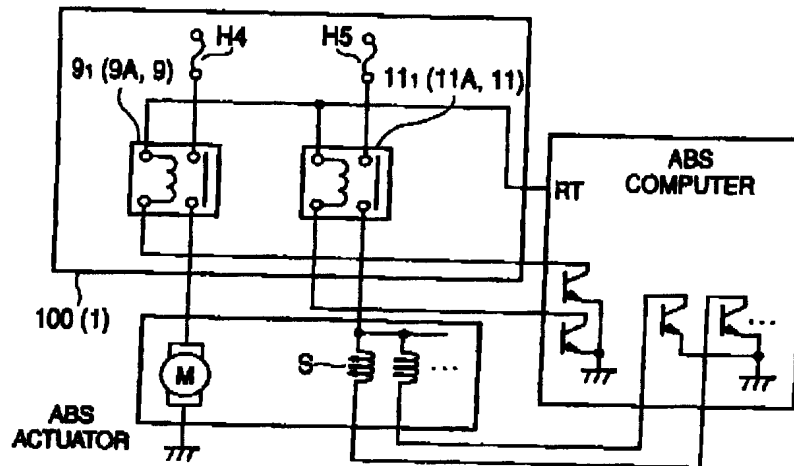 H4
H5
9₁ (9A, 9)
11₁ (11A, 11)
ABS
COMPUTER
RT
100 (1)
S
...
...
M
ABS
ACTUATOR